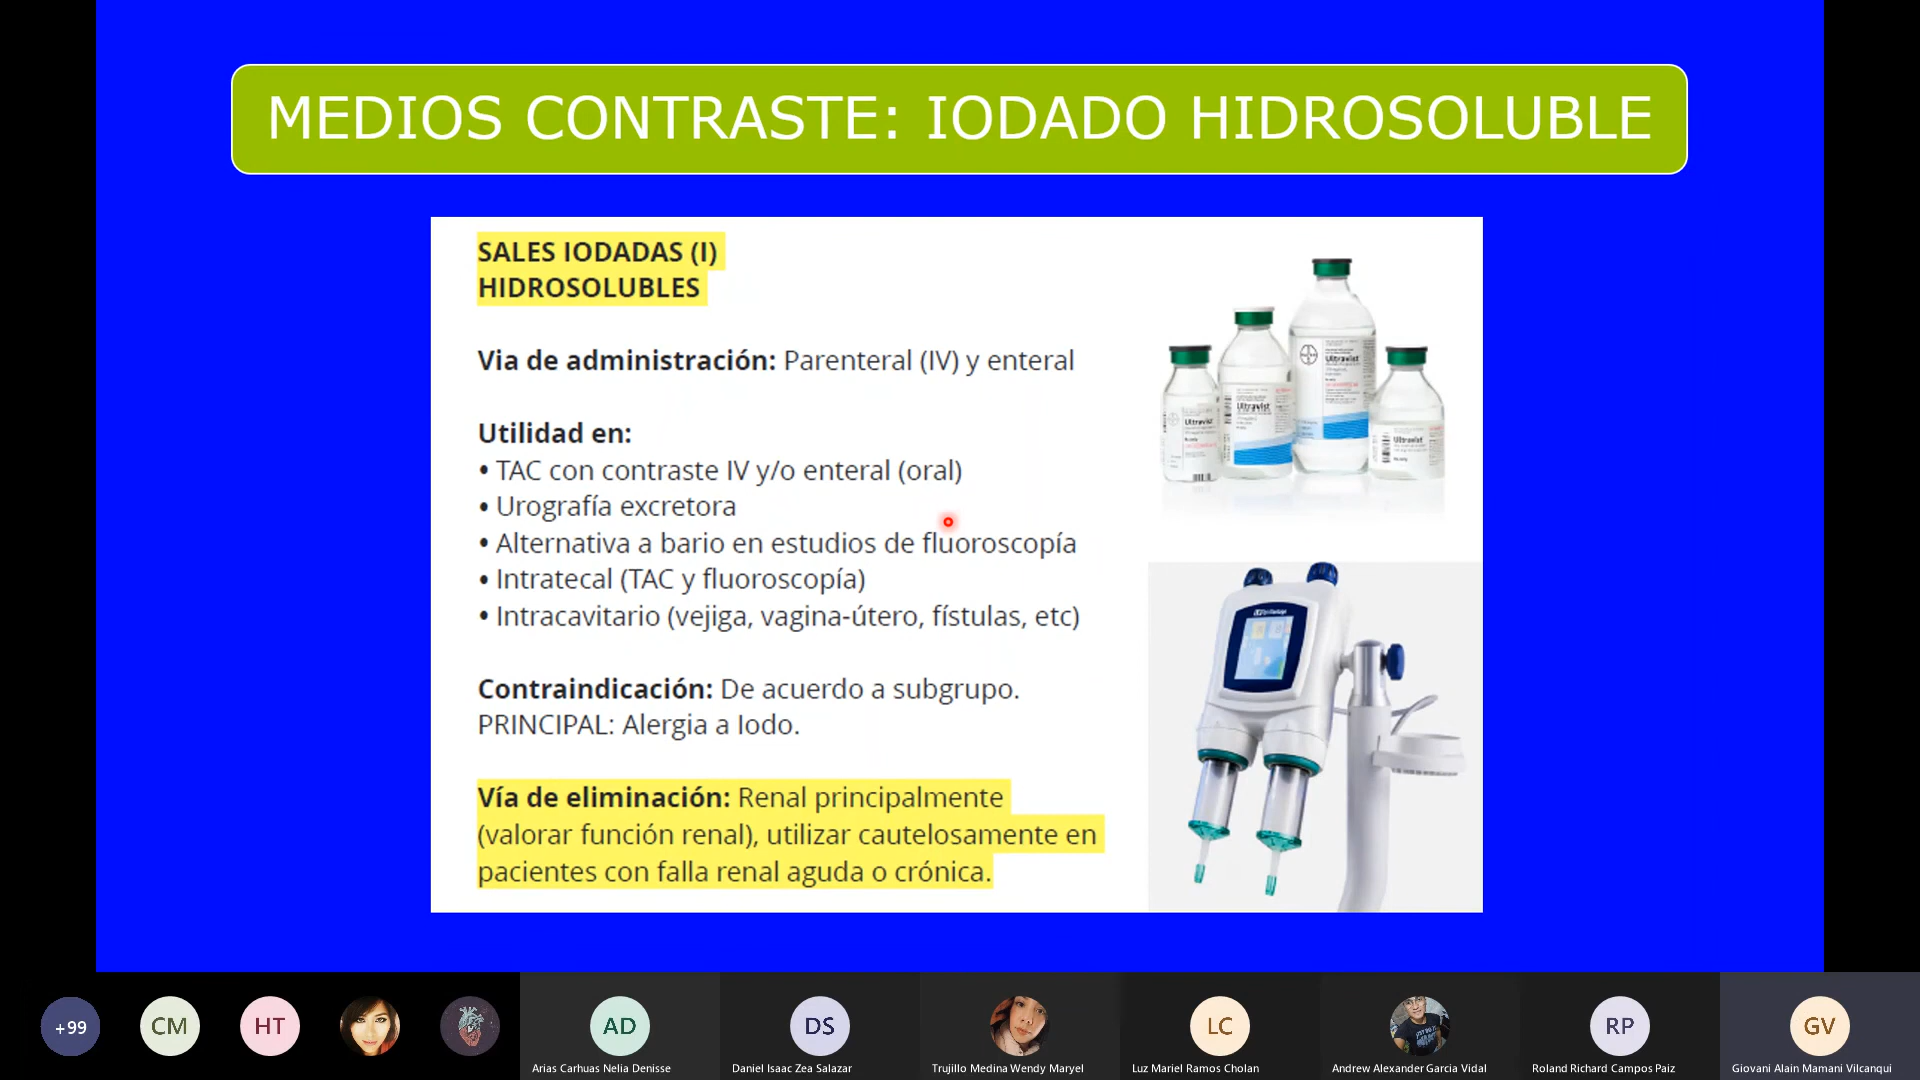 MEDIOS CONTRASTE: IODADO HIDROSOLUBLE
SALES IODADAS (I)
HIDROSOLUBLES
Via de administración: Parenteral (IV) y enteral
Utilidad en:
• TAC con contraste IV y/o enteral (oral)
• Urografía excretora
• Alternativa a bario en estudios de fluoroscopía
• Intratecal (TAC y fluoroscopía)
• Intracavitario (vejiga, vagina-útero, fístulas, etc)
Contraindicación: De acuerdo a subgrupo.
PRINCIPAL: Alergia a Iodo.
Vía de eliminación: Renal principalmente
(valorar función renal), utilizar cautelosamente en
pacientes con falla renal aguda o crónica.
Ultravist
Ultravist
Ultravist
Ultravist
+99
CM
HT
AD
DS
LC
RP
GV
Arias Carhuas Nelia Denisse
Daniel Isaac Zea Salazar
Trujillo Medina Wendy Maryel
Luz Mariel Ramos Cholan
Andrew Alexander Garcia Vidal
Roland Richard Campos Paiz
Giovani Alain Mamani Vilcanqui